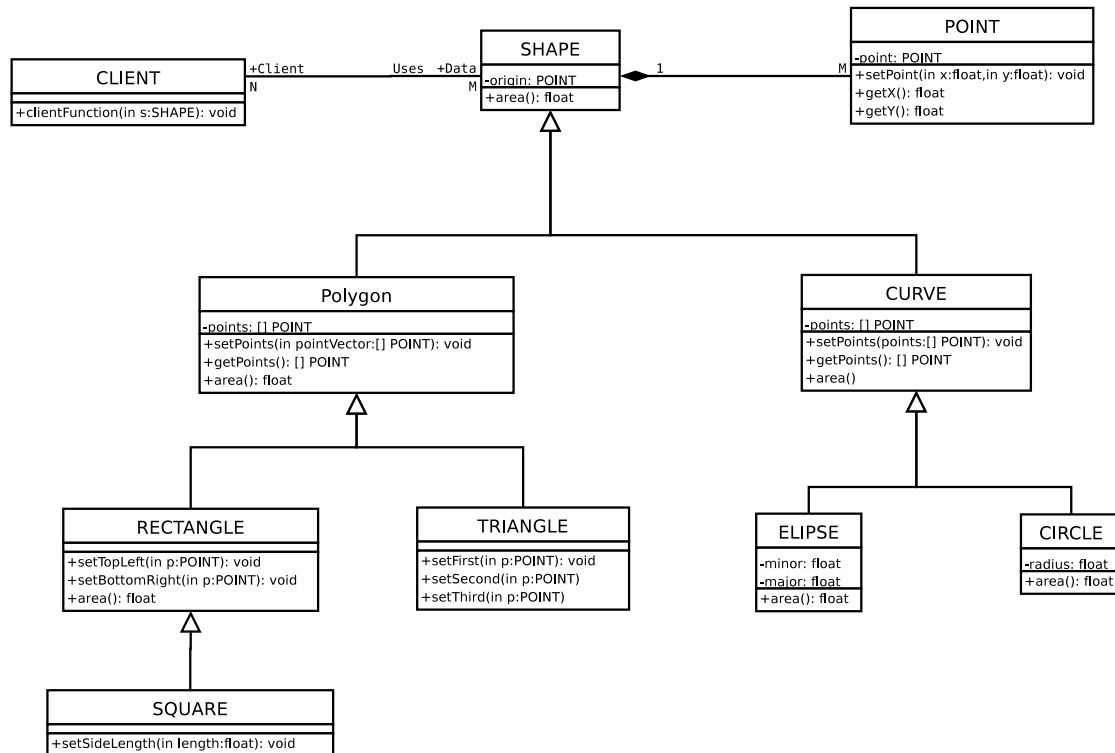 SHAPE
-origin: POINT
+area(): float
POINT
-point: POINT
+setPoint(in x:float,in y:float): void
+getX(): float
+getY(): float
CLIENT
+clientFunction(in s:SHAPE): void
+Client
N
Uses
+Data
M
1
M
Polygon
-points: [] POINT
+setPoints(in pointVector:[] POINT): void
+getPoints(): [] POINT
+area(): float
CURVE
-points: [] POINT
+setPoints(points:[] POINT): void
+getPoints(): [] POINT
+area()
RECTANGLE
+setTopLeft(in p:POINT): void
+setBottomRight(in p:POINT): void
+area(): float
TRIANGLE
+setFirst(in p:POINT): void
+setSecond(in p:POINT)
+setThird(in p:POINT)
ELIPSE
-minor: float
-major: float
+area(): float
CIRCLE
-radius: float
+area(): float
SQUARE
+setSideLength(in length:float): void